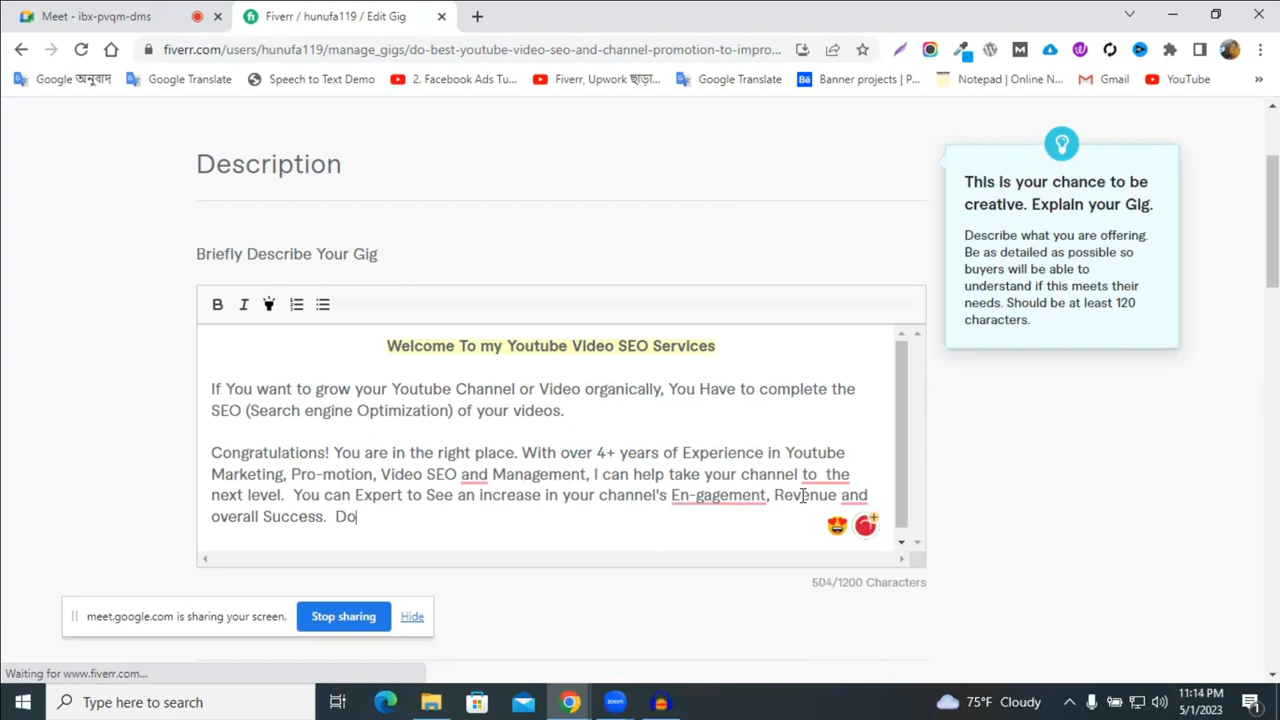 Meet - ibx-pvqm-dms
Fiverr / hunufa119 / Edit Gig
fiverr.com/users/hunufa119/manage_gigs/do-best-youtube-video-seo-and-channel-promotion-to-impro...
Google অনুবাদ
Google Translate
Speech to Text Demo
2. Facebook Ads Tu...
Fiverr, Upwork ছাড়া...
Google Translate
Banner projects | P...
Notepad | Online N...
Gmail
YouTube
Description
Briefly Describe Your Gig
Welcome To my Youtube Video SEO Services
If You want to grow your Youtube Channel or Video organically, You Have to complete the
SEO (Search engine Optimization) of your videos.
Congratulations! You are in the right place. With over 4+ years of Experience in Youtube
Marketing, Pro-motion, Video SEO and Management, I can help take your channel to  the
next level.  You can Expert to See an increase in your channel's En-gagement, Revenue and
overall Success.  Do
504/1200 Characters
This is your chance to be
creative. Explain your Gig.
Describe what you are offering.
Be as detailed as possible so
buyers will be able to
understand if this meets their
needs. Should be at least 120
characters.
meet.google.com is sharing your screen.
Stop sharing
Hide
Waiting for www.fiverr.com...
Type here to search
75°F Cloudy
11:14 PM
5/1/2023